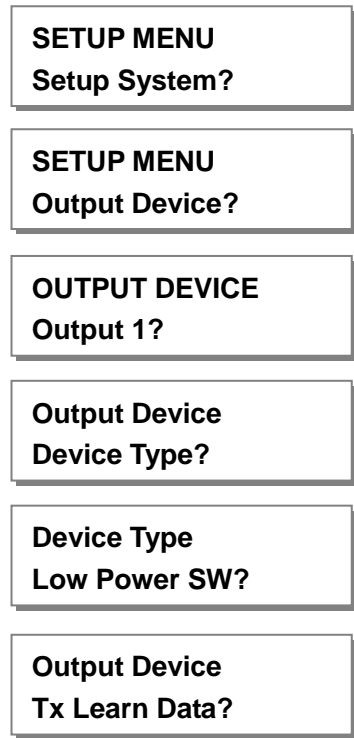 SETUP MENU
Setup System?
SETUP MENU
Output Device?
OUTPUT DEVICE
Output 1?
Output Device
Device Type?
Device Type
Low Power SW?
Output Device
Tx Learn Data?